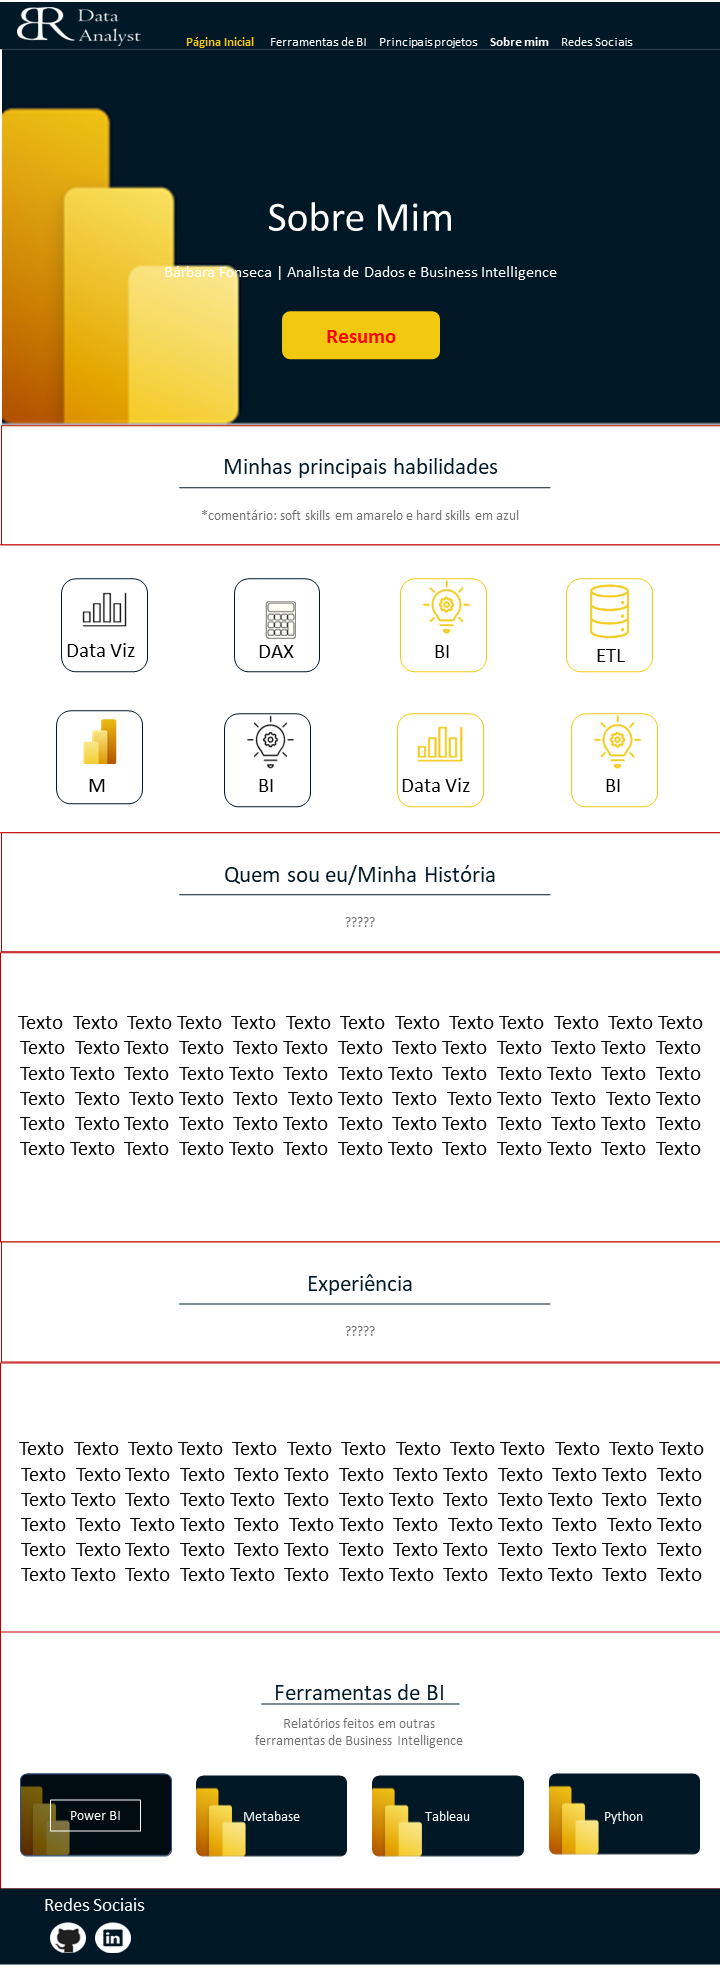 BR Data
Analyst
Página Inicial Ferramentas de BI Principais projetos Sobre mim Redes Sociais
Sobre Mim
Bárbara Fonseca | Analista de Dados e Business Intelligence
Resumo
Minhas principais habilidades
*comentário: soft skills em amarelo e hard skills em azul
Data Viz DAX BI ETL
M BI Data Viz BI
Quem sou eu/Minha História
?????
Texto Texto Texto Texto Texto Texto Texto Texto Texto Texto Texto Texto Texto
Texto Texto Texto Texto Texto Texto Texto Texto Texto Texto Texto Texto Texto
Texto Texto Texto Texto Texto Texto Texto Texto Texto Texto Texto Texto Texto
Texto Texto Texto Texto Texto Texto Texto Texto Texto Texto Texto Texto Texto
Texto Texto Texto Texto Texto Texto Texto Texto Texto Texto Texto Texto Texto
Texto Texto Texto Texto Texto Texto Texto Texto Texto Texto Texto Texto Texto
Experiência
?????
Texto Texto Texto Texto Texto Texto Texto Texto Texto Texto Texto Texto Texto
Texto Texto Texto Texto Texto Texto Texto Texto Texto Texto Texto Texto Texto
Texto Texto Texto Texto Texto Texto Texto Texto Texto Texto Texto Texto Texto
Texto Texto Texto Texto Texto Texto Texto Texto Texto Texto Texto Texto Texto
Texto Texto Texto Texto Texto Texto Texto Texto Texto Texto Texto Texto Texto
Texto Texto Texto Texto Texto Texto Texto Texto Texto Texto Texto Texto Texto
Ferramentas de BI
Relatórios feitos em outras
ferramentas de Business Intelligence
Power BI Metabase Tableau Python
Redes Sociais
in